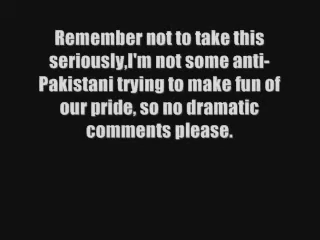 Remember not to take this
seriously,I'm not some anti-
Pakistani trying to make fun of
our pride, so no dramatic
comments please.